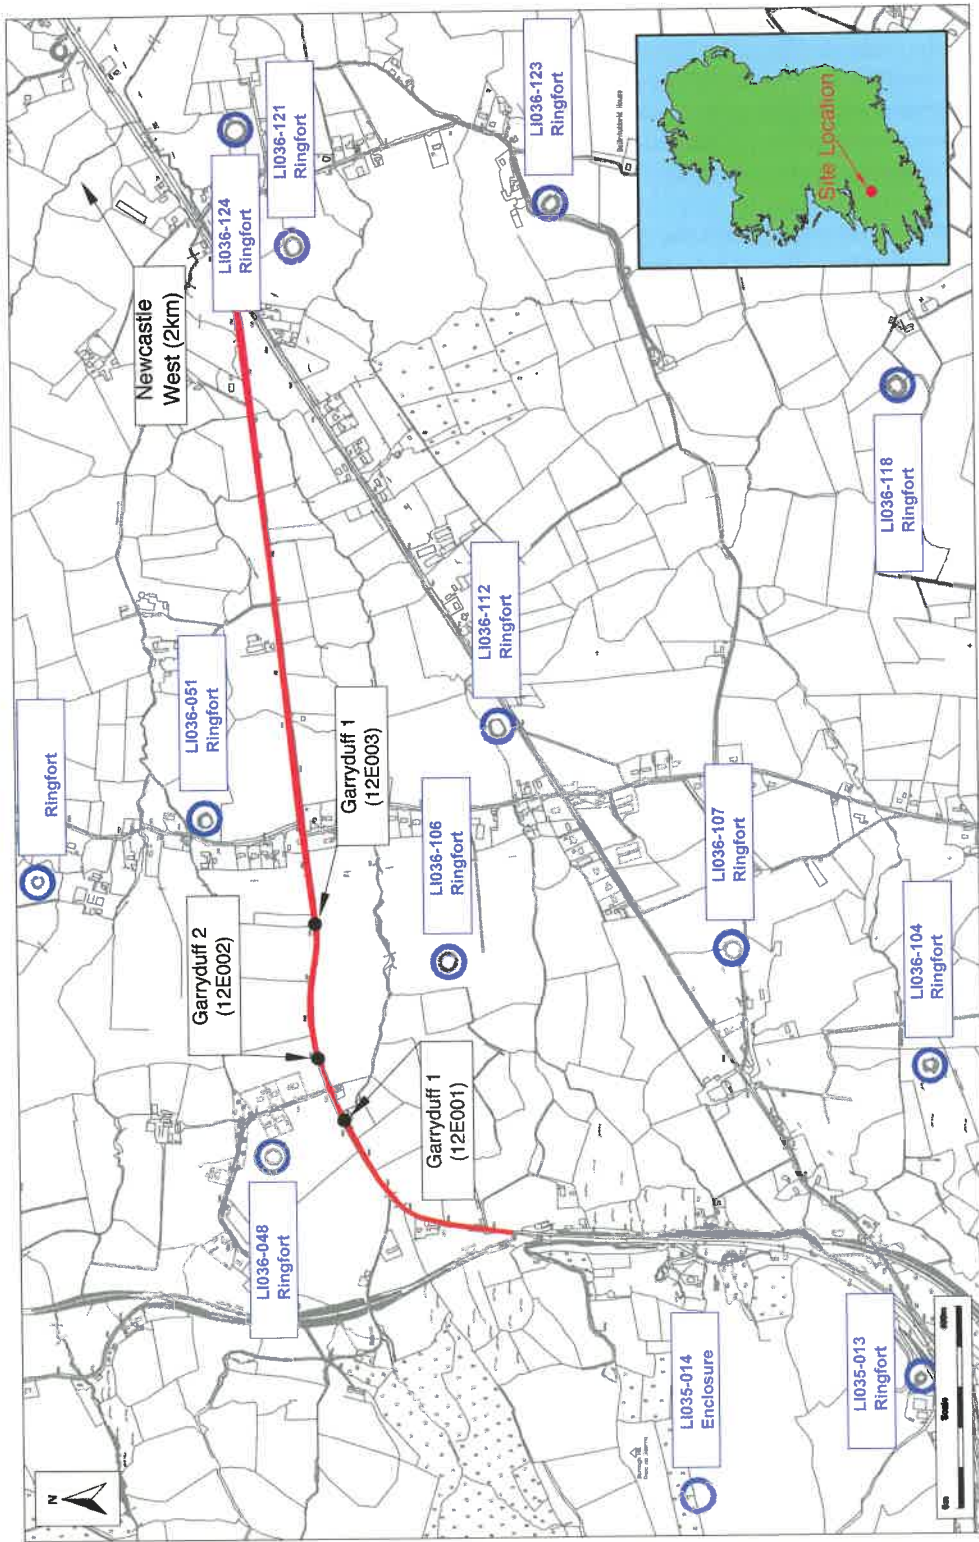 N
Ringfort
LI036-051
Ringfort
Newcastle
West (2km)
LI036-124
Ringfort
LI036-121
Ringfort
LI036-123
Ringfort
Garryduff 2
(12E002)
Garryduff 1
(12E003)
LI036-048
Ringfort
Garryduff 1
(12E001)
LI036-106
Ringfort
LI036-112
Ringfort
LI036-107
Ringfort
LI036-118
Ringfort
LI036-104
Ringfort
LI035-014
Enclosure
LI035-013
Ringfort
Site Location
0m
Scale